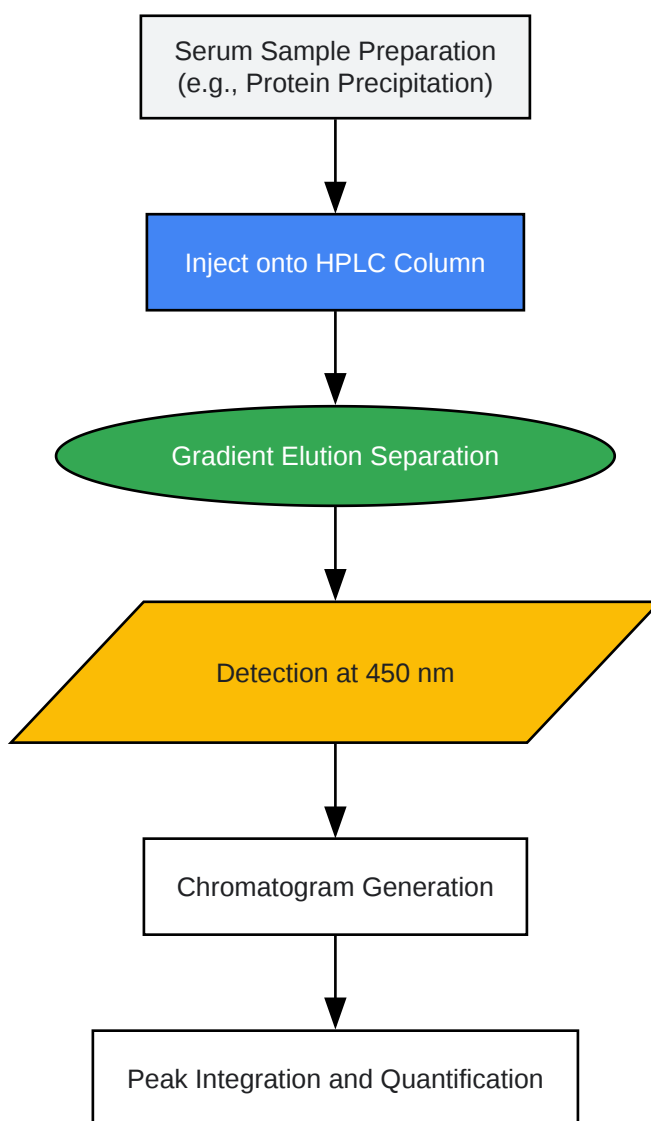 Serum Sample Preparation
(e.g., Protein Precipitation)
Inject onto HPLC Column
Gradient Elution Separation
Detection at 450 nm
Chromatogram Generation
Peak Integration and Quantification